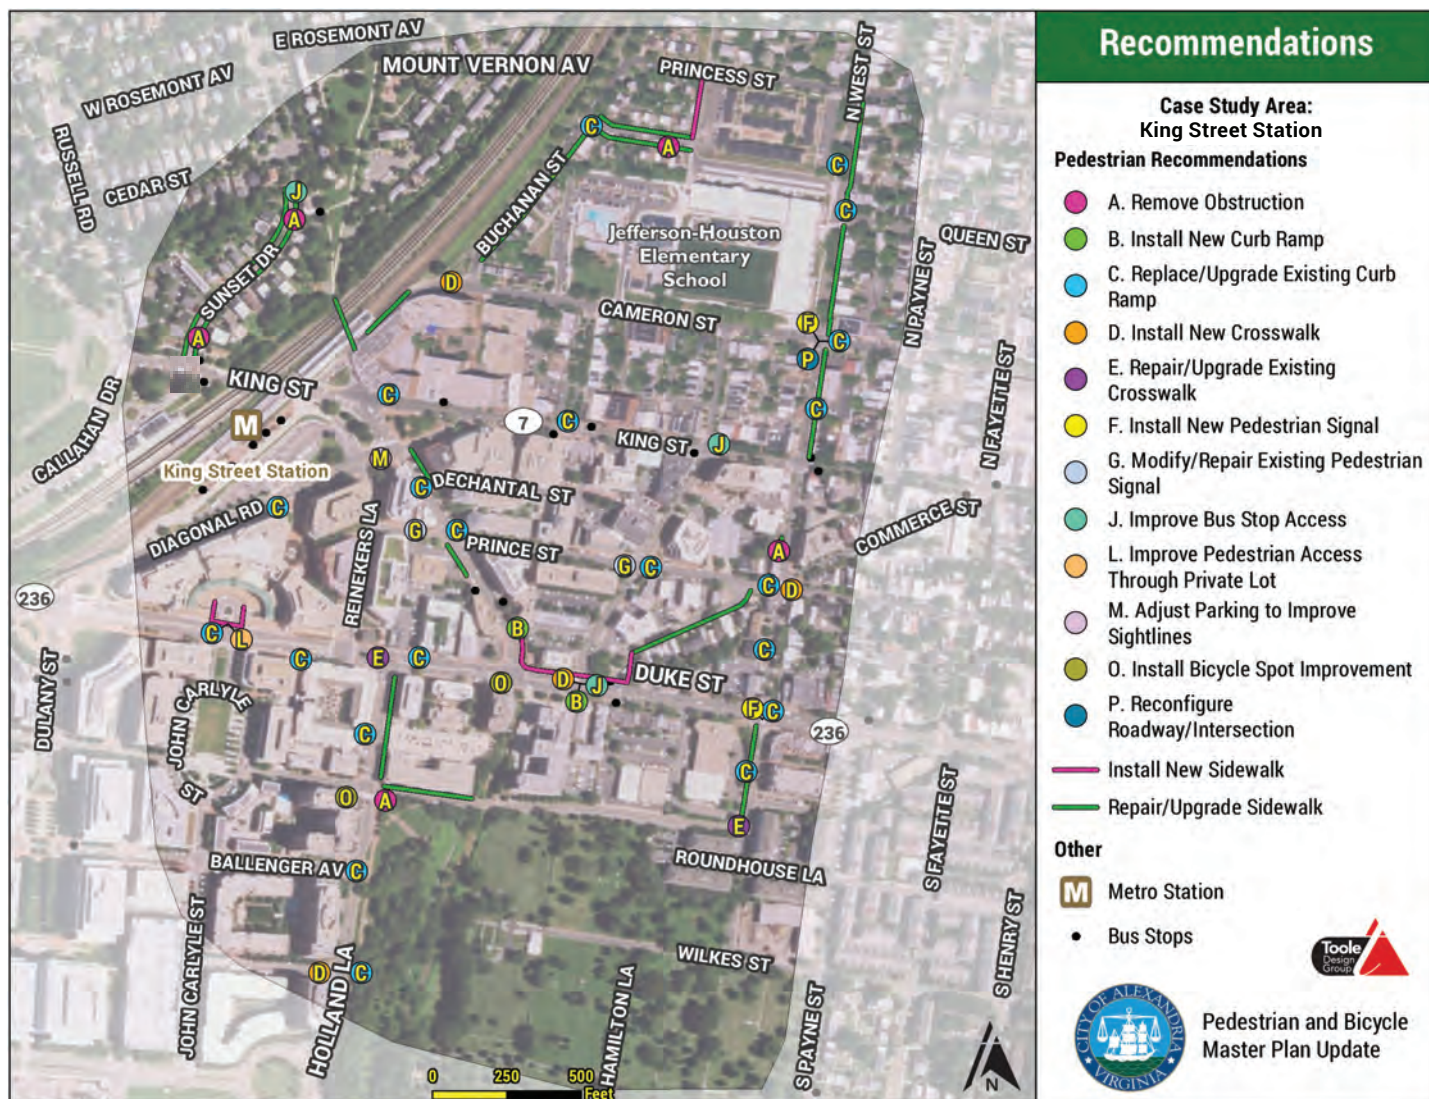 E ROSEMONT AV
MOUNT VERNON AV
W ROSEMONT AV
PRINCESS ST
N WEST ST
RUSSELL RD
CEDAR ST
C
A
C
J
A
BUCHANAN ST
C
Jefferson-Houston
Elementary
School
QUEEN ST
SUNSET DR
N PAYNE ST
D
CAMERON ST
F
C
P
A
N FAYETTE ST
KING ST
CALLAHAN DR
C
C
7
C
M
KING ST
J
King Street Station
M
DECHANTAL ST
C
C
DIAGONAL RD
G
C
PRINCE ST
COMMERCE ST
A
REINEKERS LA
G
C
C
D
236
B
C
L
C
E
C
C
O
D
J
DUKE ST
B
F
C
236
DULANY ST
JOHN CARLYLE
ST
C
C
O
A
E
S FAYETTE ST
BALLENGER AV
C
ROUNDHOUSE LA
JOHN CARLYLE ST
WILKES ST
S HENRY ST
D
C
HOLLAND LA
HAMILTON LA
S PAYNE ST
N
0 250 500
Feet
Recommendations
Case Study Area:
King Street Station
Pedestrian Recommendations
A. Remove Obstruction
B. Install New Curb Ramp
C. Replace/Upgrade Existing Curb
Ramp
D. Install New Crosswalk
E. Repair/Upgrade Existing
Crosswalk
F. Install New Pedestrian Signal
G. Modify/Repair Existing Pedestrian
Signal
J. Improve Bus Stop Access
L. Improve Pedestrian Access
Through Private Lot
M. Adjust Parking to Improve
Sightlines
O. Install Bicycle Spot Improvement
P. Reconfigure
Roadway/Intersection
Install New Sidewalk
Repair/Upgrade Sidewalk
Other
M Metro Station
Bus Stops
Toole
Design
Group
CITY OF ALEXANDRIA
VIRGINIA
Pedestrian and Bicycle
Master Plan Update